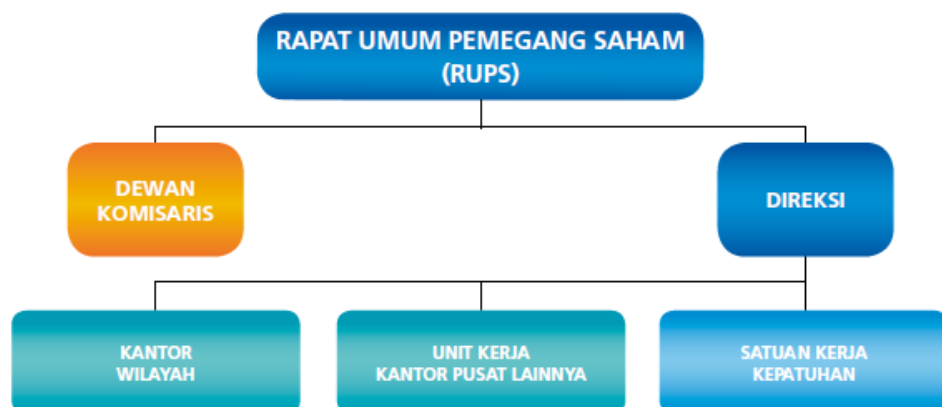 RAPAT UMUM PEMEGANG SAHAM
(RUPS)
DEWAN
KOMISARIS
DIREKSI
KANTOR
WILAYAH
UNIT KERJA
KANTOR PUSAT LAINNYA
SATUAN KERJA
KEPATUHAN